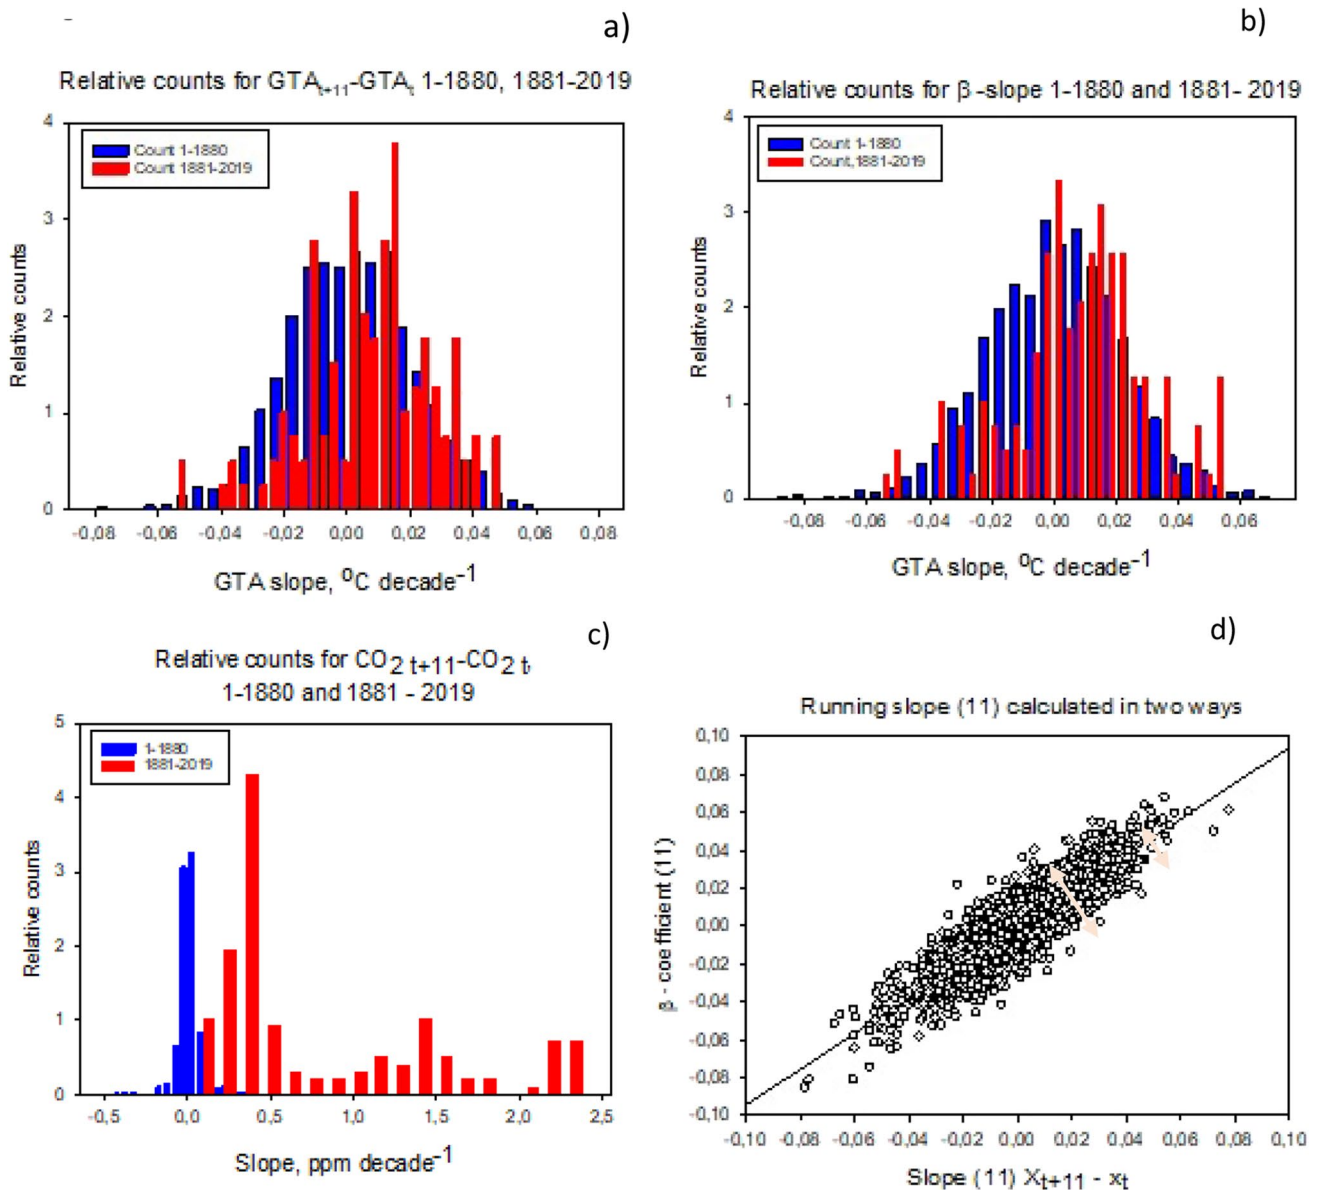 a)
Relative counts for GTAt+11-GTAt 1-1880, 1881-2019
4
3
2
1
0
Count 1-1880
Count 1881-2019
Relative counts
-0,08 -0,06 -0,04 -0,02 0,00 0,02 0,04 0,06 0,08
GTA slope, oC decade-1
b)
Relative counts for β -slope 1-1880 and 1881- 2019
4
3
2
1
0
Count 1-1880
Count,1881-2019
Relative counts
-0,08 -0,06 -0,04 -0,02 0,00 0,02 0,04 0,06
GTA slope, oC decade-1
c)
Relative counts for CO2 t+11-CO2 t,
1-1880 and 1881 - 2019
5
4
3
2
1
0
1-1880
1881-2019
Relative counts
-0,5 0,0 0,5 1,0 1,5 2,0 2,5
Slope, ppm decade-1
d)
Running slope (11) calculated in two ways
0,10
0,08
0,06
0,04
0,02
0,00
-0,02
-0,04
-0,06
-0,08
-0,10
β - coefficient (11)
-0,10 -0,08 -0,06 -0,04 -0,02 0,00 0,02 0,04 0,06 0,08 0,10
Slope (11) Xt+11 - xt